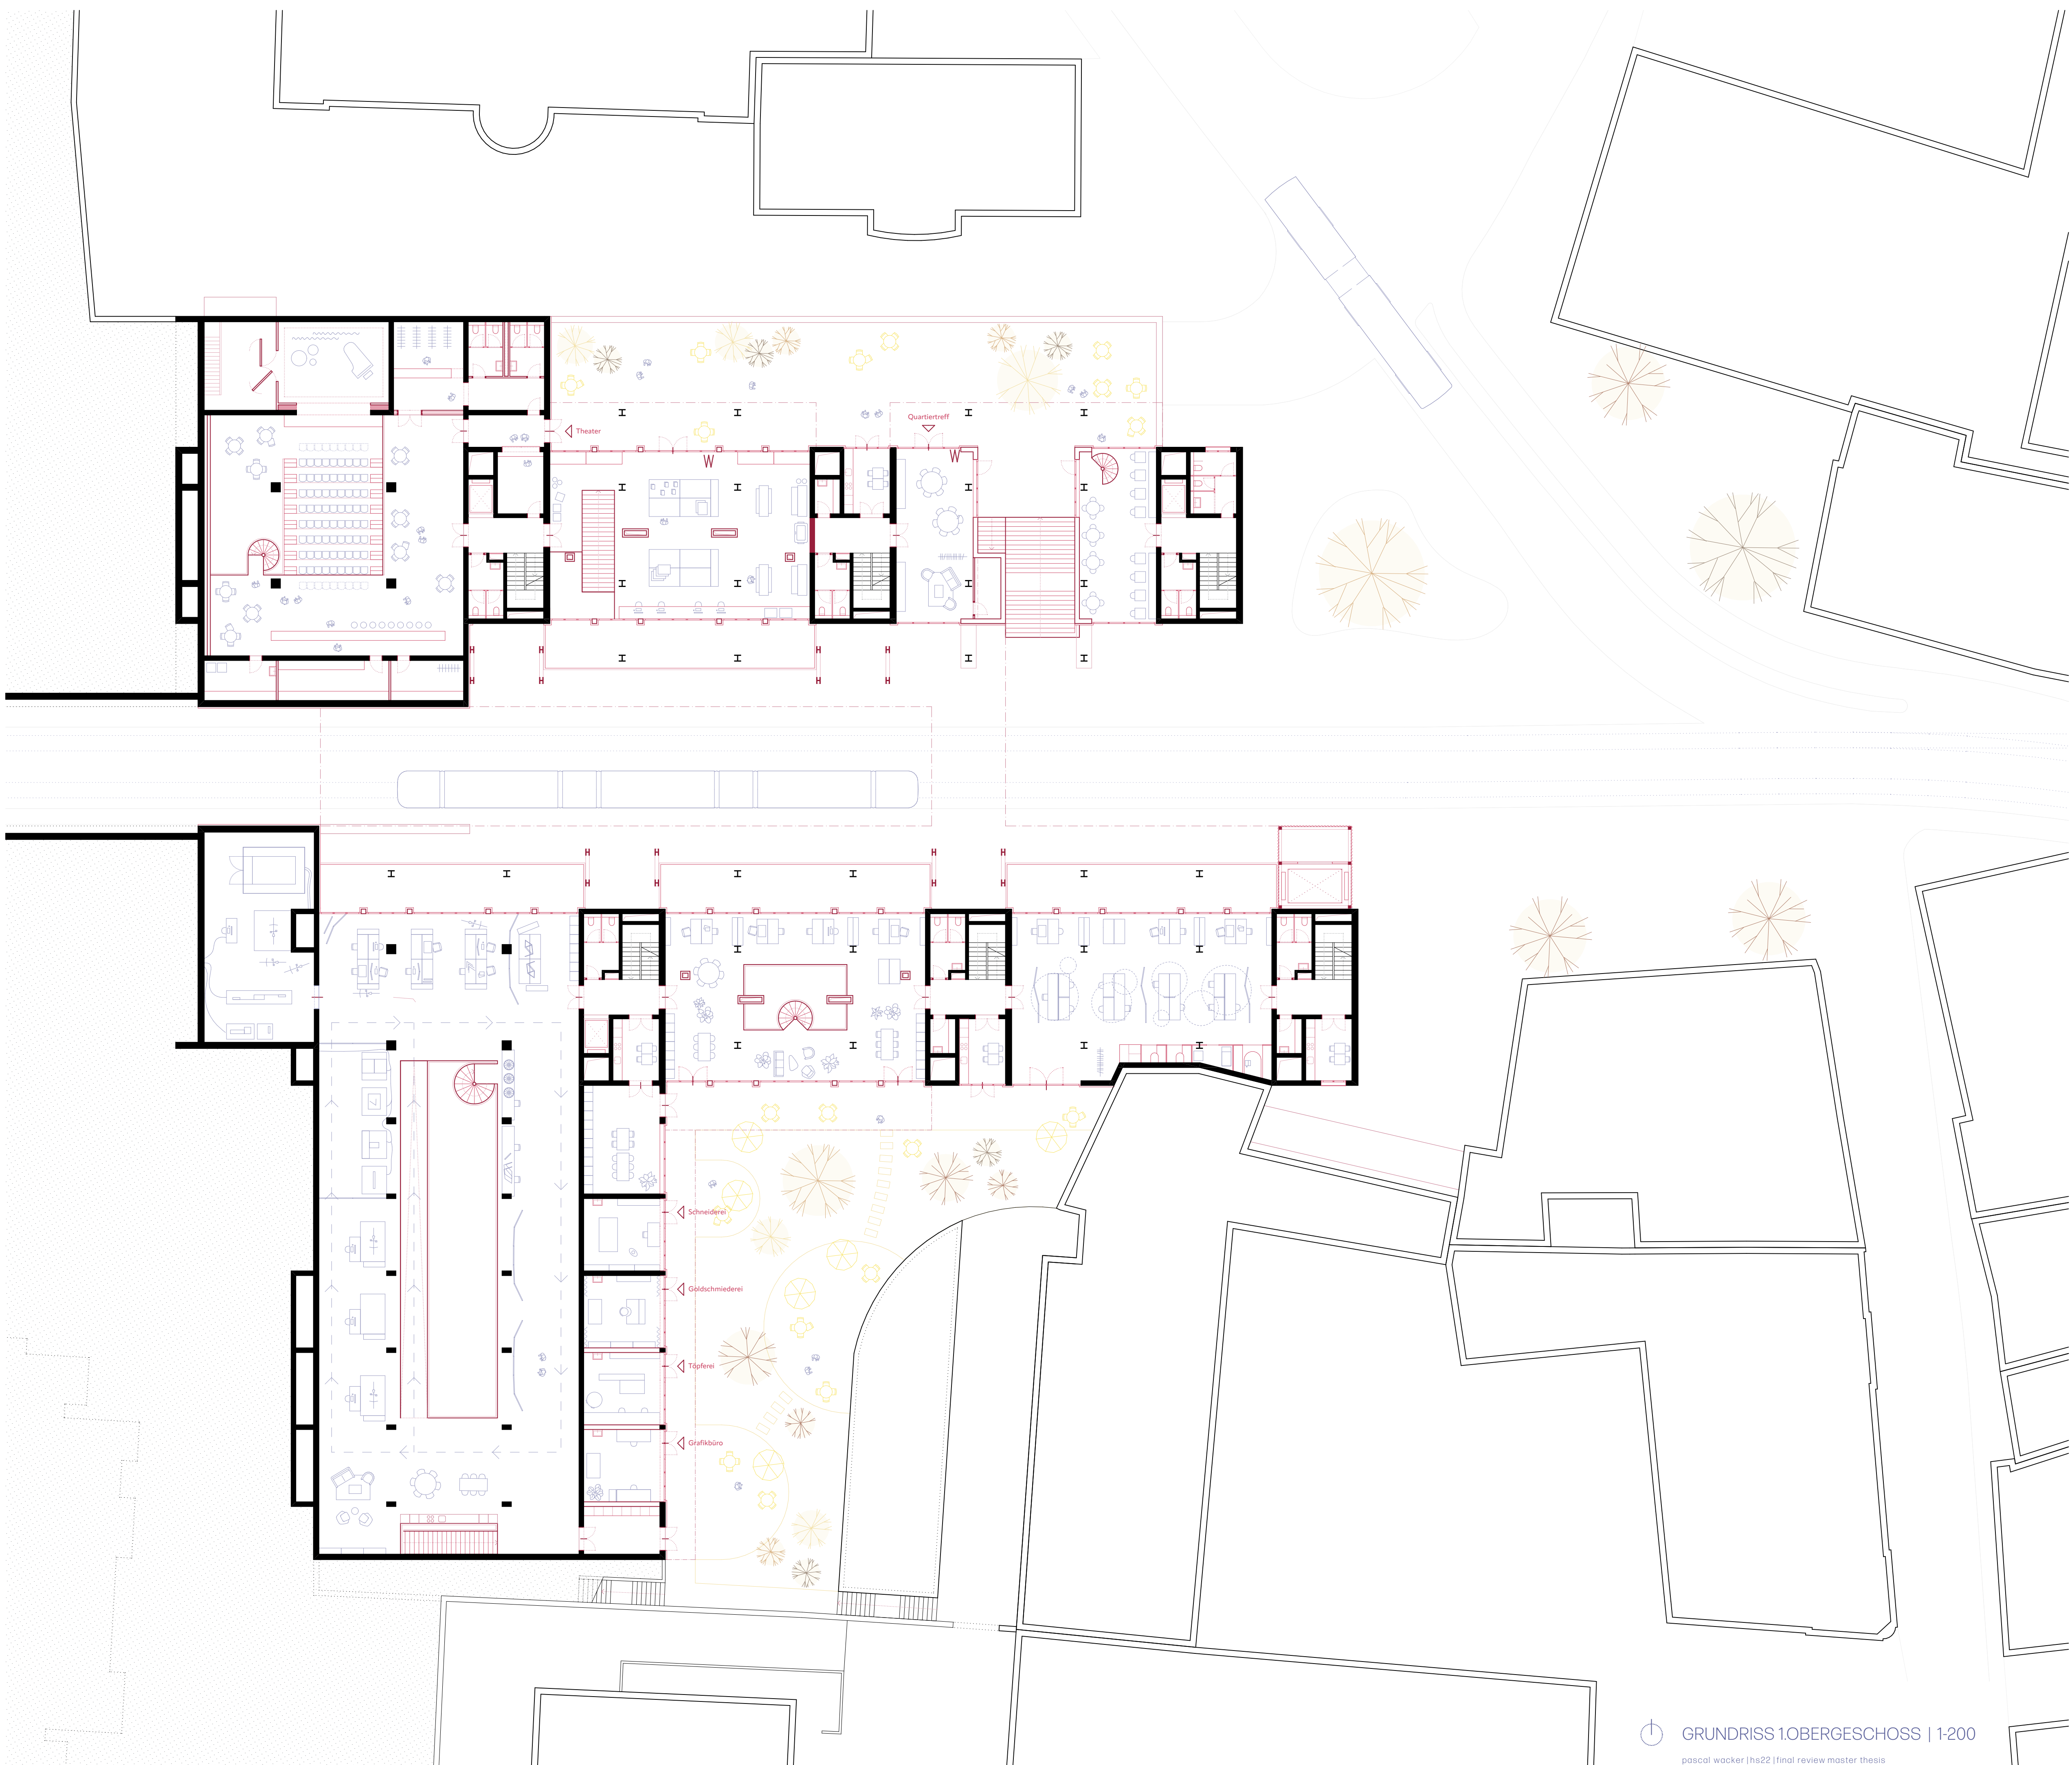 Quartiertreff
Theater
Schneiderei
Goldschmiederei
Töpferei
Grafikbüro
GRUNDRISS 1.OBERGESCHOSS | 1-200
pascal wacker | hs22 | final review master thesis